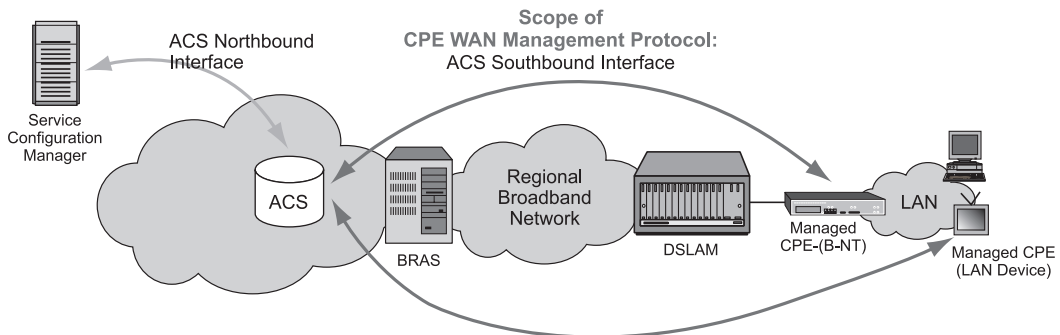 Scope of
CPE WAN Management Protocol:
ACS Southbound Interface
ACS Northbound
Interface
Service
Configuration
Manager
ACS
BRAS
Regional
Broadband
Network
DSLAM
Managed
CPE-(B-NT)
LAN
Managed CPE
(LAN Device)